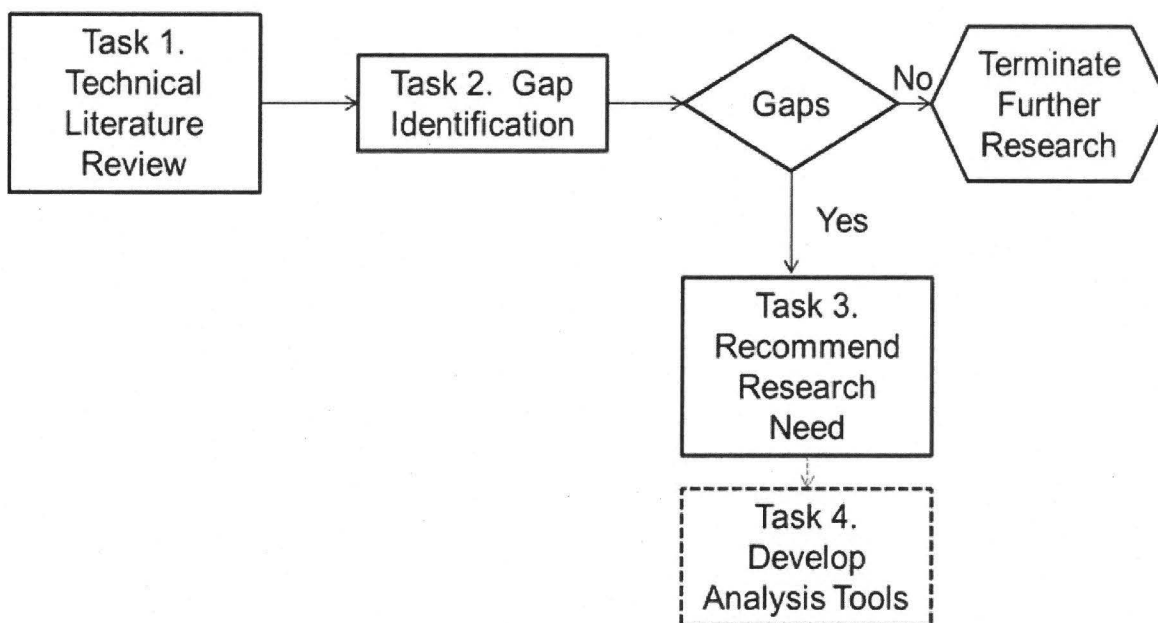 Task 1.
Technical
Literature
Review
Task 2.  Gap
Identification
Gaps
No
Terminate
Further
Research
Yes
Task 3.
Recommend
Research
Need
Task 4.
Develop
Analysis Tools